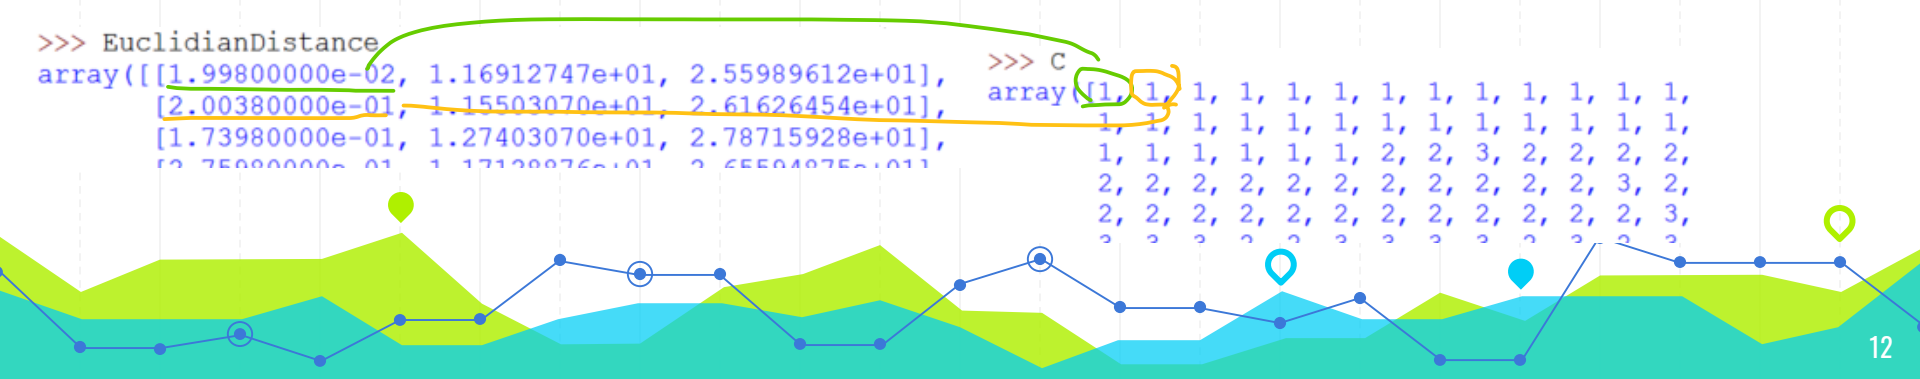 >>> EuclidianDistance
array([[1.99800000e-02, 1.16912747e+01, 2.55989612e+01],
[2.00380000e-01, 1.15503070e+01, 2.61626454e+01],
[1.73980000e-01, 1.27403070e+01, 2.78715928e+01],
>>> C
array([1, 1, 1, 1, 1, 1, 1, 1, 1, 1, 1, 1, 1,
1, 1, 1, 1, 1, 1, 1, 1, 1, 1, 1, 1, 1,
1, 1, 1, 1, 1, 1, 2, 2, 3, 2, 2, 2, 2,
2, 2, 2, 2, 2, 2, 2, 2, 2, 2, 2, 3, 2,
2, 2, 2, 2, 2, 2, 2, 2, 2, 2, 2, 2, 3,
12